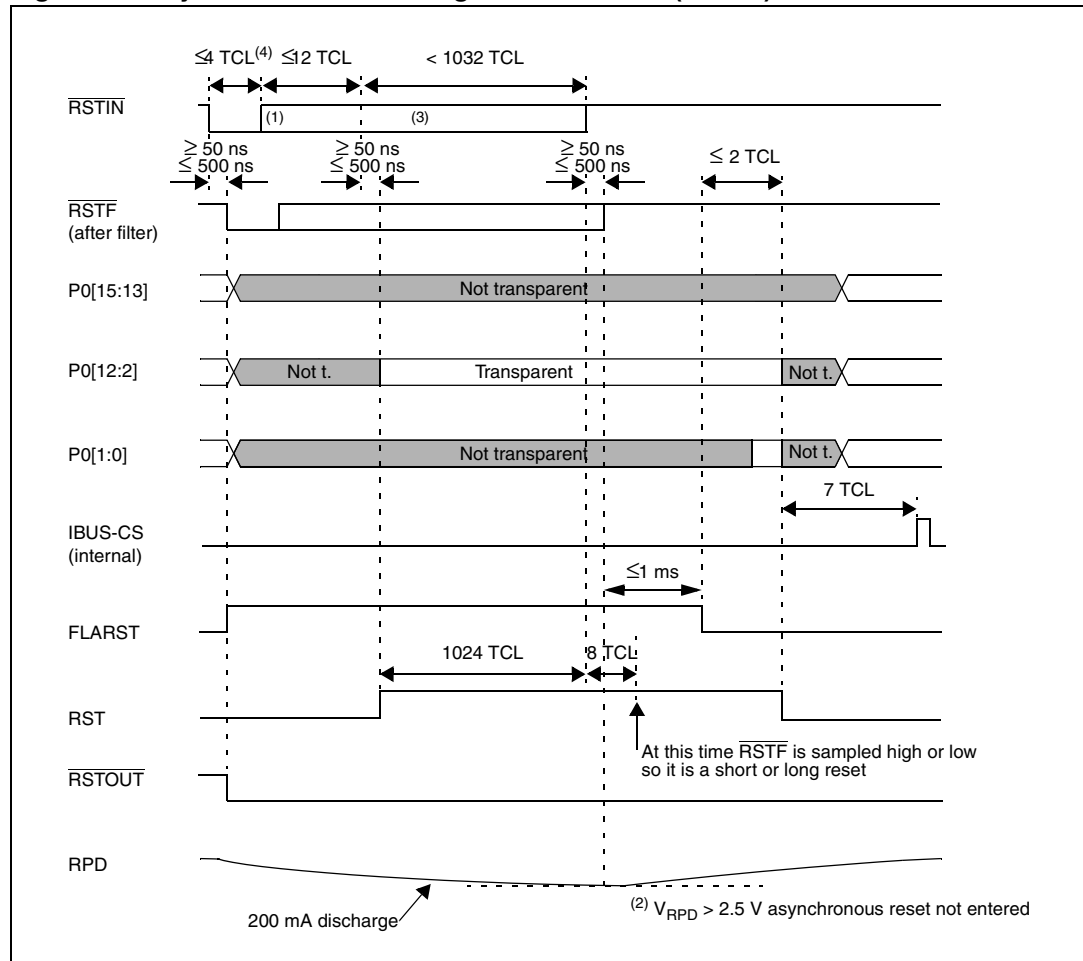 ≤4 TCL(4) ≤12 TCL < 1032 TCL
RSTIN
(1) (3)
≥ 50 ns ≥ 50 ns ≥ 50 ns
≤ 500 ns ≤ 500 ns ≤ 500 ns
≤ 2 TCL
RSTF
(after filter)
P0[15:13] Not transparent
P0[12:2] Not t. Transparent Not t.
P0[1:0] Not transparent Not t.
7 TCL
IBUS-CS
(internal)
≤1 ms
FLARST
1024 TCL 8 TCL
RST
At this time RSTF is sampled high or low
so it is a short or long reset
RSTOUT
RPD
200 mA discharge
(2) VRPD > 2.5 V asynchronous reset not entered